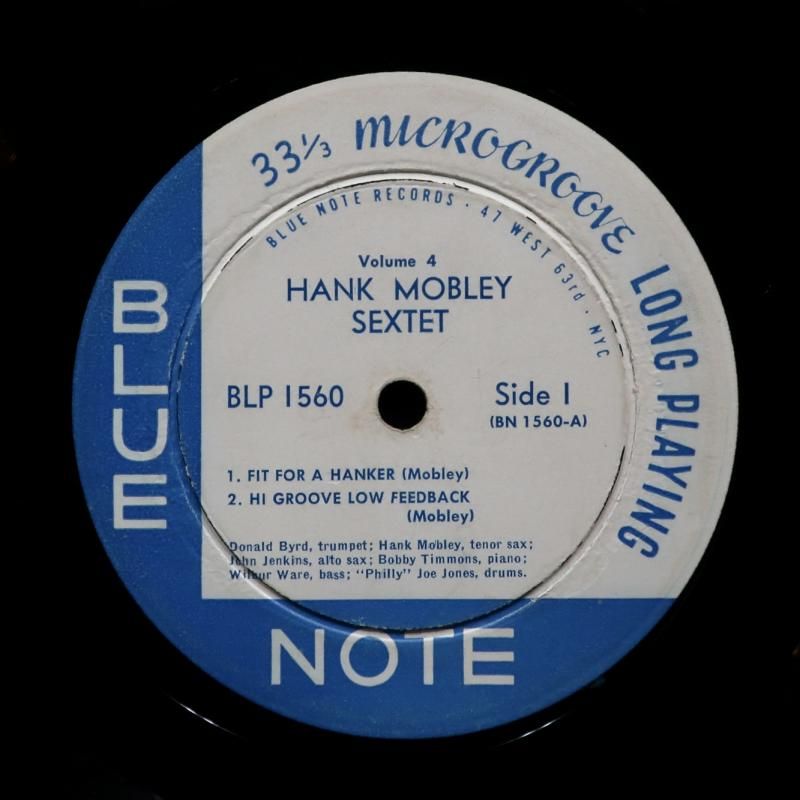 33⅓ MICROGROOVE LONG PLAYING
BLUE NOTE RECORDS · 47 WEST 63rd · NYC
Volume 4
HANK MOBLEY
SEXTET
BLP 1560
Side 1
(BN 1560-A)
1. FIT FOR A HANKER (Mobley)
2. HI GROOVE LOW FEEDBACK
(Mobley)
Donald Byrd, trumpet; Hank Mobley, tenor sax;
John Jenkins, alto sax; Bobby Timmons, piano;
Wilbur Ware, bass; "Philly" Joe Jones, drums.
BLUE
NOTE